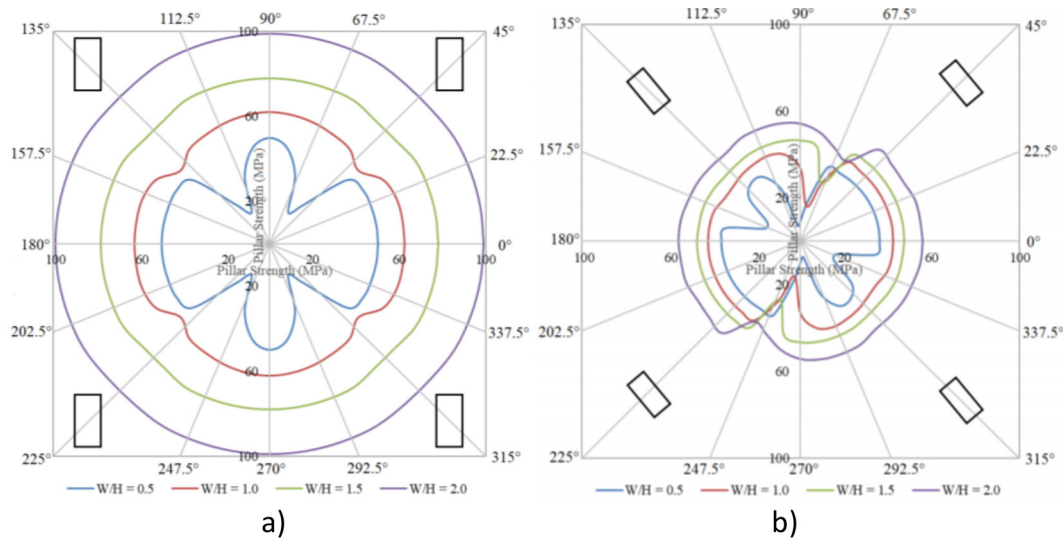 112.5° 90° 67.5°
135° 100 45°
60
157.5° 22.5°
20
Pillar Strength (MPa)
180° 0°
100 60 20 20 60 100
Pillar Strength (MPa)
20
202.5° 337.5°
60
225° 100 315°
247.5° 270° 292.5°
W/H = 0.5 W/H = 1.0 W/H = 1.5 W/H = 2.0
a)
112.5° 90° 67.5°
135° 100 45°
60
157.5° 22.5°
20
Pillar Strength (MPa)
180° 0°
100 60 20 20 60 100
Pillar Strength (MPa)
20
202.5° 337.5°
60
225° 100 315°
247.5° 270° 292.5°
W/H = 0.5 W/H = 1.0 W/H = 1.5 W/H = 2.0
b)